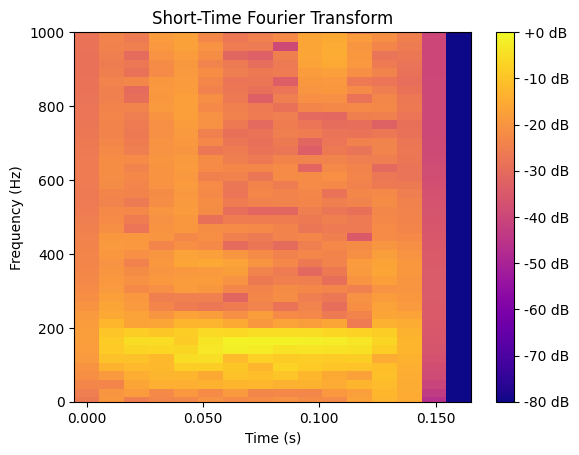 Short-Time Fourier Transform
1000
800
600
400
200
0
Frequency (Hz)
0.000
0.050
0.100
0.150
Time (s)
+0 dB
-10 dB
-20 dB
-30 dB
-40 dB
-50 dB
-60 dB
-70 dB
-80 dB